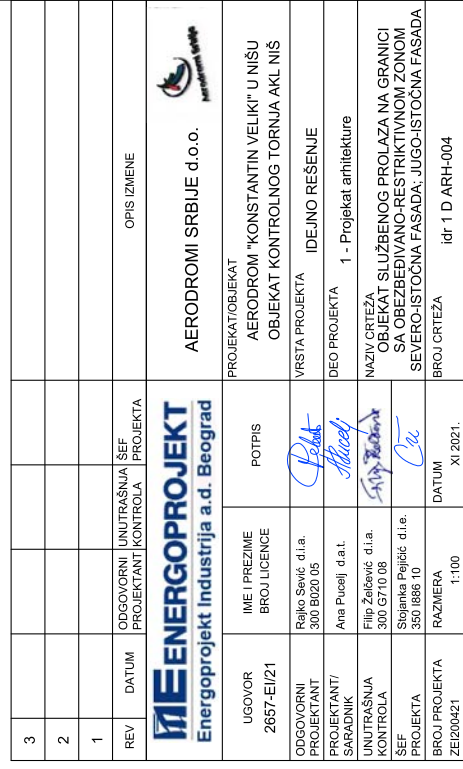 3
2
1
REV
DATUM
ODGOVORNI PROJEKTANT
UNUTRAŠNJA KONTROLA
ŠEF PROJEKTA
OPIS IZMENE
ENERGOPROJEKT
Energoprojekt Industrija a.d. Beograd
AERODROMI SRBIJE d.o.o.
Aerodromi Srbije
UGOVOR
2657-EI/21
IME I PREZIME
BROJ LICENCE
POTPIS
PROJEKAT/OBJEKAT
AERODROM "KONSTANTIN VELIKI" U NIŠU
OBJEKAT KONTROLNOG TORNJA AKL NIŠ
ODGOVORNI
PROJEKTANT
Rajko Sević d.i.a.
300 B020 05
VRSTA PROJEKTA
IDEJNO REŠENJE
PROJEKTANT/
SARADNIK
Ana Pucelj d.a.t.
DEO PROJEKTA
1 - Projekat arhitekture
UNUTRAŠNJA
KONTROLA
Filip Želčević d.i.a.
300 G710 08
NAZIV CRTEŽA
OBJEKAT SLUŽBENOG PROLAZA NA GRANICI
SA OBEZBEĐIVANO-RESTRIKTIVNOM ZONOM
SEVERO-ISTOČNA FASADA; JUGO-ISTOČNA FASADA
ŠEF
PROJEKTA
Stojanka Pejičić d.i.e.
350 I886 10
BROJ PROJEKTA
ZEI200421
RAZMERA
1:100
DATUM
XI 2021.
BROJ CRTEŽA
idr 1 D ARH-004